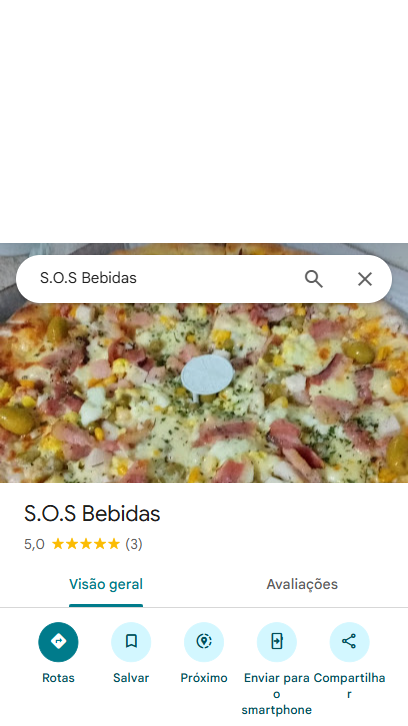 S.O.S Bebidas
S.O.S Bebidas
5,0 (3)
Visão geral Avaliações
Rotas Salvar Próximo Enviar para o smartphone Compartilhar